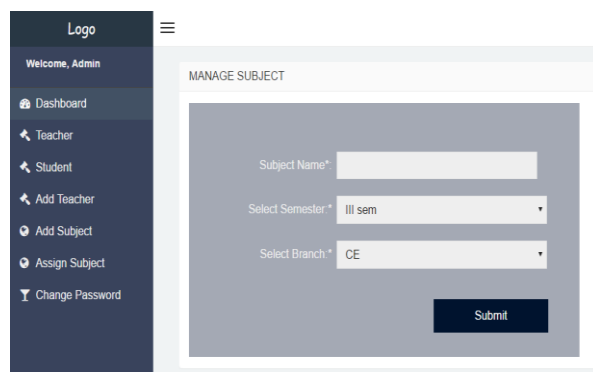 Logo
Welcome, Admin
Dashboard
Teacher
Student
Add Teacher
Add Subject
Assign Subject
Change Password
MANAGE SUBJECT
Subject Name*:
Select Semester:* III sem
Select Branch:* CE
Submit